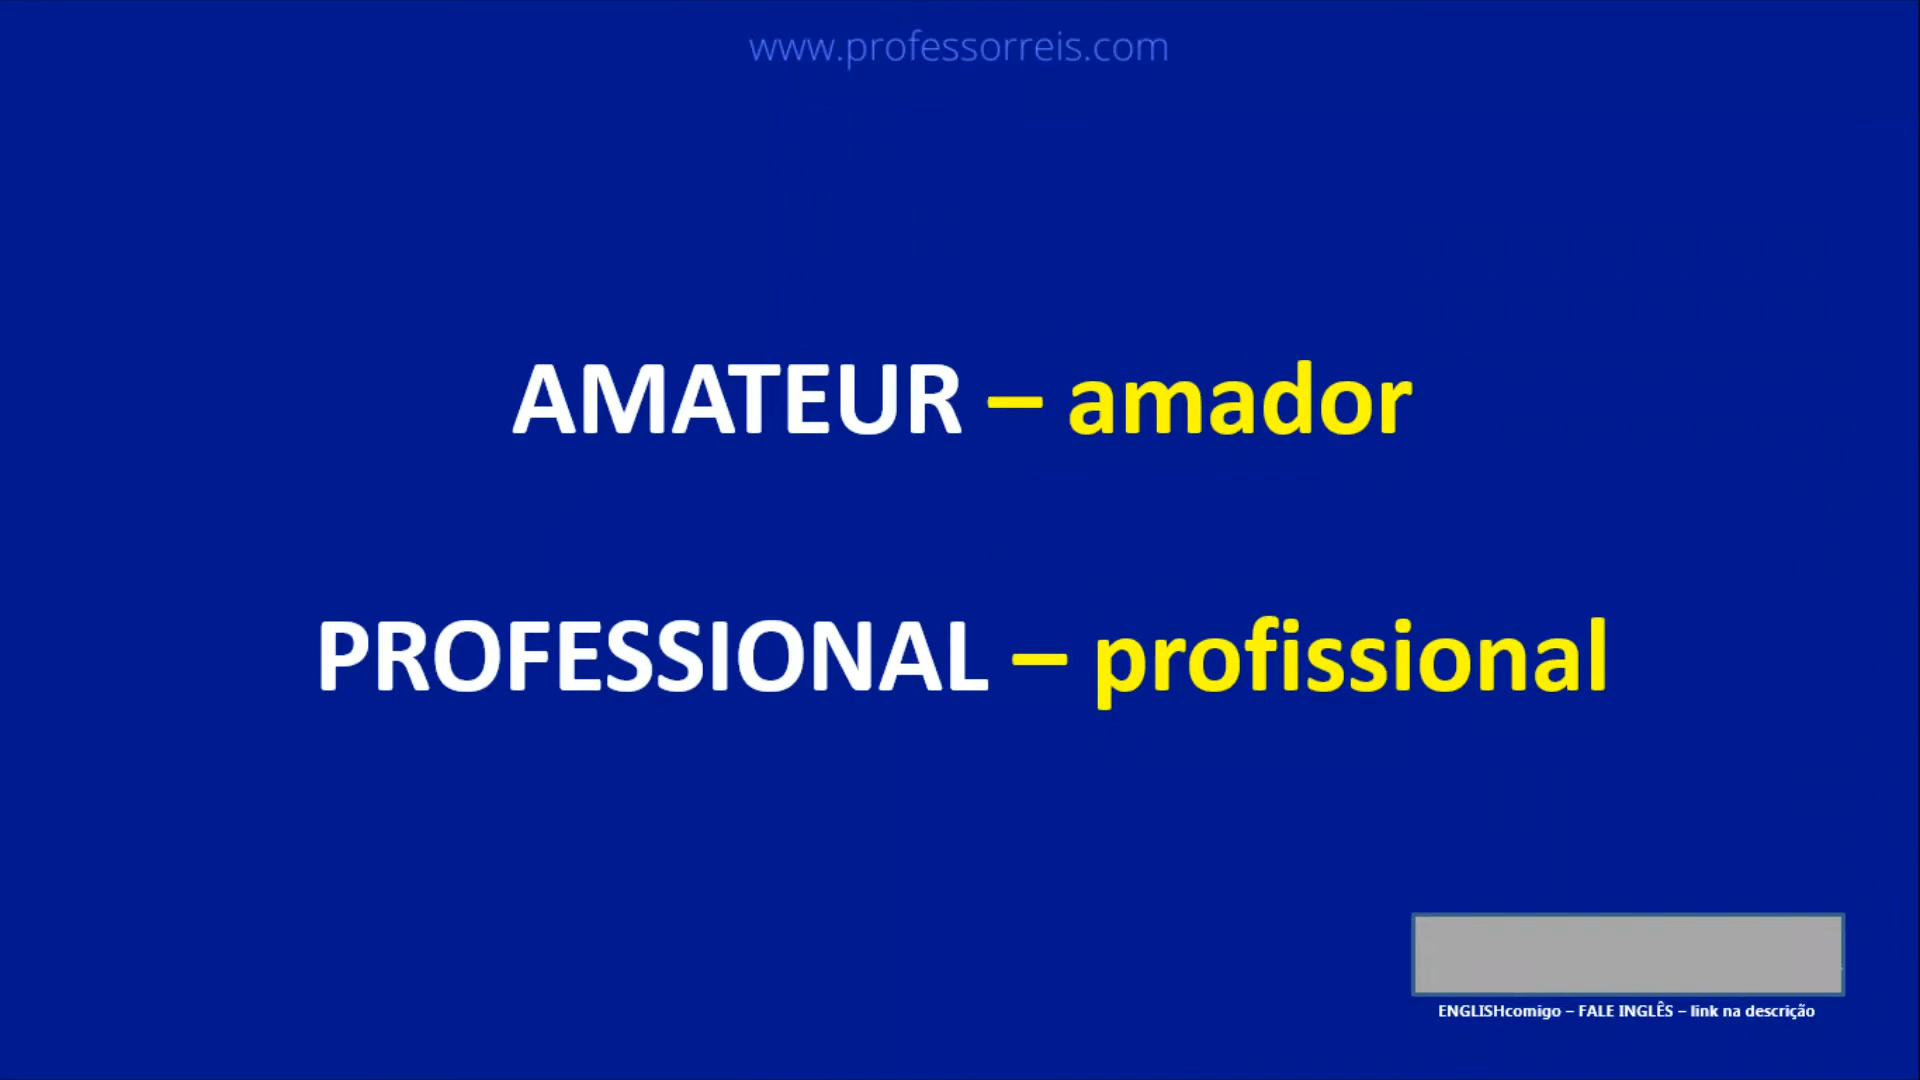 www.professorreis.com
AMATEUR – amador
PROFESSIONAL – profissional
ENGLISHcomigo – FALE INGLÊS – link na descrição